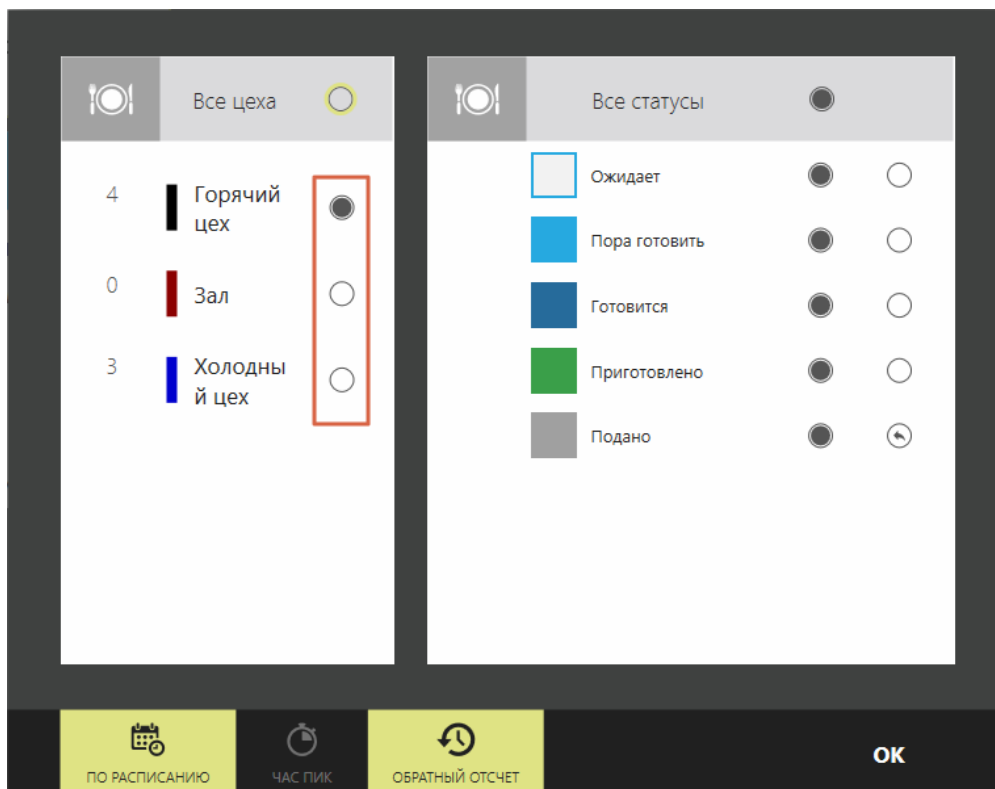 Все цеха
4 Горячий
цех
0 Зал
3 Холодны
й цех
Все статусы
Ожидает
Пора готовить
Готовится
Приготовлено
Подано
ПО РАСПИСАНИЮ
ЧАС ПИК
ОБРАТНЫЙ ОТСЧЕТ
ОК